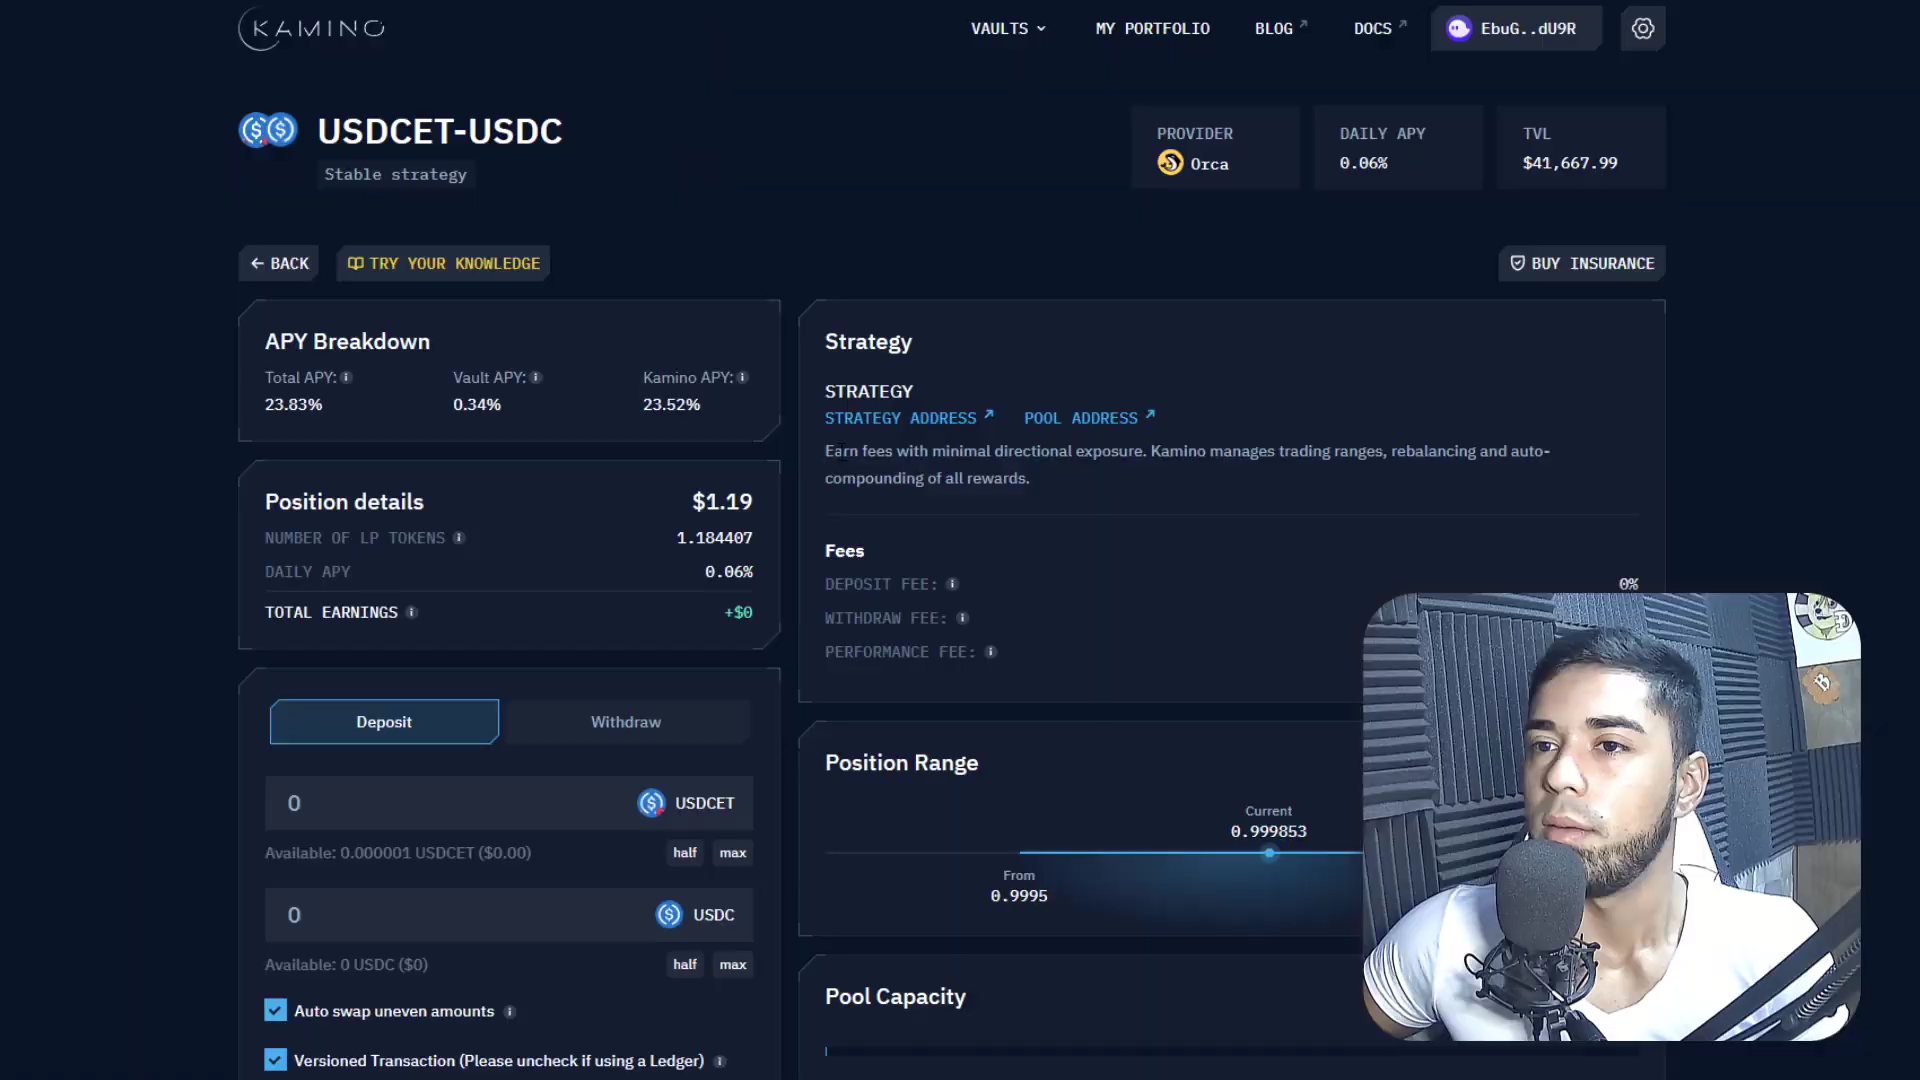 KAMINO
VAULTS
MY PORTFOLIO
BLOG
DOCS
EbuG..dU9R
USDCET-USDC
Stable strategy
PROVIDER
Orca
DAILY APY
0.06%
TVL
$41,667.99
BACK
TRY YOUR KNOWLEDGE
BUY INSURANCE
APY Breakdown
Total APY:
23.83%
Vault APY:
0.34%
Kamino APY:
23.52%
Position details
$1.19
NUMBER OF LP TOKENS
1.184407
DAILY APY
0.06%
TOTAL EARNINGS
+$0
Deposit
Withdraw
0
USDCET
Available: 0.000001 USDCET ($0.00)
half
max
0
USDC
Available: 0 USDC ($0)
half
max
Auto swap uneven amounts
Versioned Transaction (Please uncheck if using a Ledger)
Strategy
STRATEGY
STRATEGY ADDRESS
POOL ADDRESS
Earn fees with minimal directional exposure. Kamino manages trading ranges, rebalancing and auto-
compounding of all rewards.
Fees
DEPOSIT FEE:
0%
WITHDRAW FEE:
PERFORMANCE FEE:
Position Range
Current
0.999853
From
0.9995
Pool Capacity